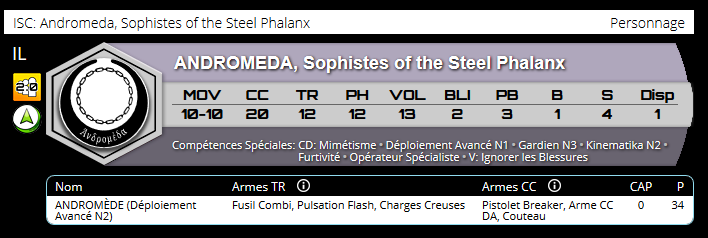 ISC: Andromeda, Sophistes of the Steel Phalanx
Personnage
IL
ANDROMEDA, Sophistes of the Steel Phalanx
MOV CC TR PH VOL BLI PB B S Disp
10-10 20 12 12 13 2 3 1 4 1
Ἀνδρομέδα
Compétences Spéciales: CD: Mimétisme • Déploiement Avancé N1 • Gardien N3 • Kinematika N2 •
Furtivité • Opérateur Spécialiste • V: Ignorer les Blessures
Nom Armes TR Armes CC CAP P
ANDROMÈDE (Déploiement Avancé N2) Fusil Combi, Pulsation Flash, Charges Creuses Pistolet Breaker, Arme CC DA, Couteau 0 34